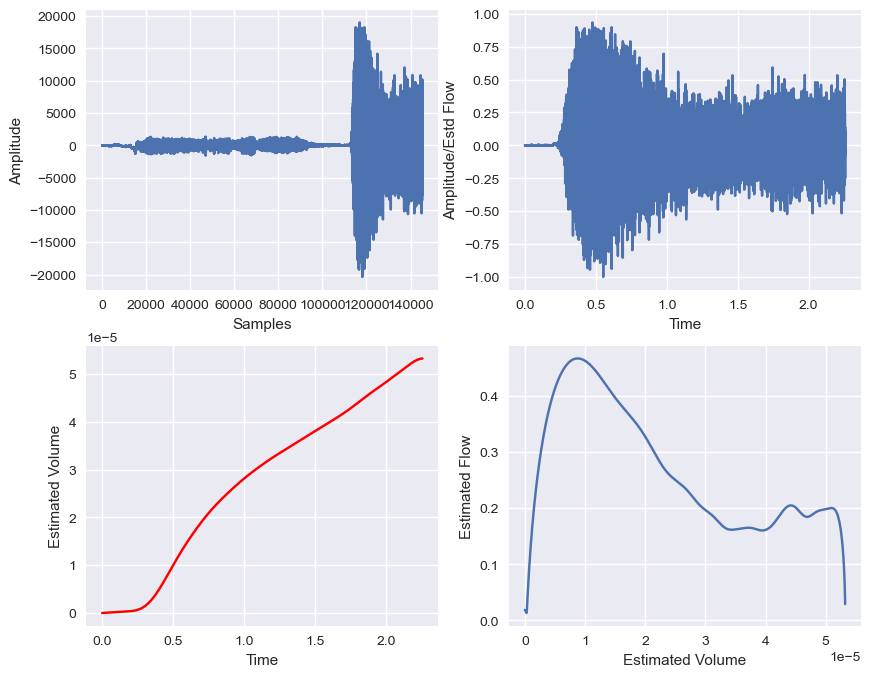 20000
15000
10000
5000
0
−5000
−10000
−15000
−20000
Amplitude
0 20000 40000 60000 80000 100000 120000 140000
Samples
1.00
0.75
0.50
0.25
0.00
−0.25
−0.50
−0.75
−1.00
Amplitude/Estd Flow
0.0 0.5 1.0 1.5 2.0
Time
1e−5
5
4
3
2
1
0
Estimated Volume
0.0 0.5 1.0 1.5 2.0
Time
0.4
0.3
0.2
0.1
0.0
Estimated Flow
0 1 2 3 4 5
Estimated Volume
1e−5